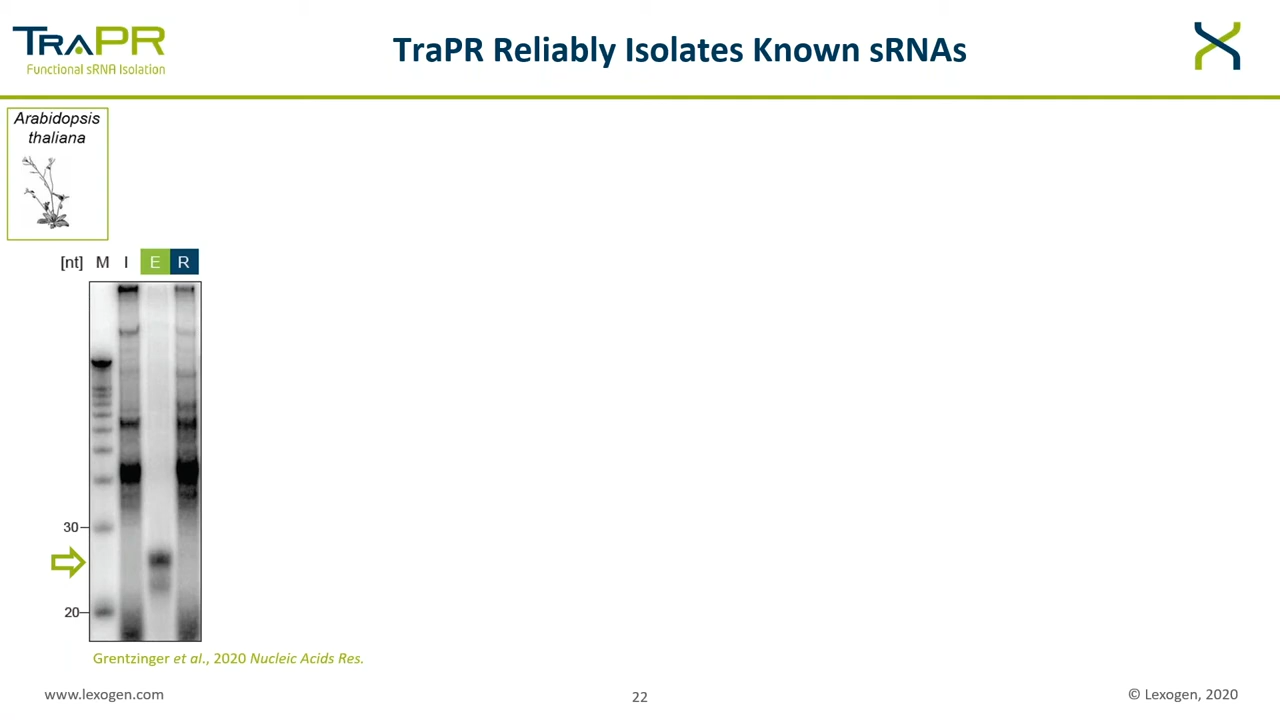 TRAPR
Functional sRNA Isolation
TraPR Reliably Isolates Known sRNAs
Arabidopsis
thaliana
[nt] M I E R
30
20
Grentzinger et al., 2020 Nucleic Acids Res.
www.lexogen.com
22
© Lexogen, 2020